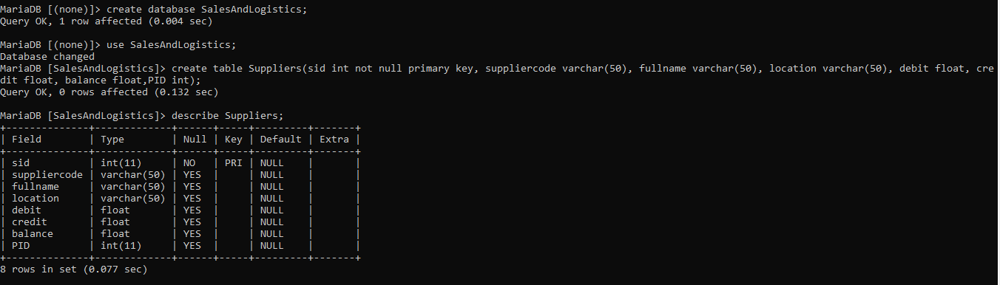 MariaDB [(none)]> create database SalesAndLogistics;
Query OK, 1 row affected (0.004 sec)
MariaDB [(none)]> use SalesAndLogistics;
Database changed
MariaDB [SalesAndLogistics]> create table Suppliers(sid int not null primary key, suppliercode varchar(50), fullname varchar(50), location varchar(50), debit float, cre
dit float, balance float,PID int);
Query OK, 0 rows affected (0.132 sec)
MariaDB [SalesAndLogistics]> describe Suppliers;
+--------------+-------------+------+-----+---------+-------+
| Field        | Type        | Null | Key | Default | Extra |
+--------------+-------------+------+-----+---------+-------+
| sid          | int(11)     | NO   | PRI | NULL    |       |
| suppliercode | varchar(50) | YES  |     | NULL    |       |
| fullname     | varchar(50) | YES  |     | NULL    |       |
| location     | varchar(50) | YES  |     | NULL    |       |
| debit        | float       | YES  |     | NULL    |       |
| credit       | float       | YES  |     | NULL    |       |
| balance      | float       | YES  |     | NULL    |       |
| PID          | int(11)     | YES  |     | NULL    |       |
+--------------+-------------+------+-----+---------+-------+
8 rows in set (0.077 sec)